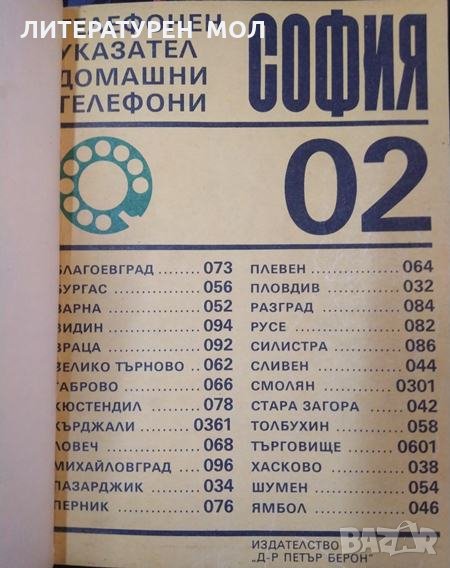 ЛИТЕРАТУРЕН МОЛ
ТЕЛЕФОНЕН
УКАЗАТЕЛ
ДОМАШНИ
ТЕЛЕФОНИ
СОФИЯ
02
БЛАГОЕВГРАД ....... 073
БУРГАС ............... 056
ВАРНА ................ 052
ВИДИН ............... 094
ВРАЦА ................ 092
ВЕЛИКО ТЪРНОВО .. 062
ГАБРОВО ............ 066
КЮСТЕНДИЛ ........ 078
КЪРДЖАЛИ ........ 0361
ЛОВЕЧ ............... 068
МИХАЙЛОВГРАД .... 096
ПАЗАРДЖИК ........ 034
ПЕРНИК .............. 076
ПЛЕВЕН .............. 064
ПЛОВДИВ ............ 032
РАЗГРАД ............. 084
РУСЕ .................. 082
СИЛИСТРА ........... 086
СЛИВЕН .............. 044
СМОЛЯН ............ 0301
СТАРА ЗАГОРА ...... 042
ТОЛБУХИН ........... 058
ТЪРГОВИЩЕ ........ 0601
ХАСКОВО ............ 038
ШУМЕН .............. 054
ЯМБОЛ ............... 046
ИЗДАТЕЛСТВО
„Д-Р ПЕТЪР БЕРОН"
BAZAR